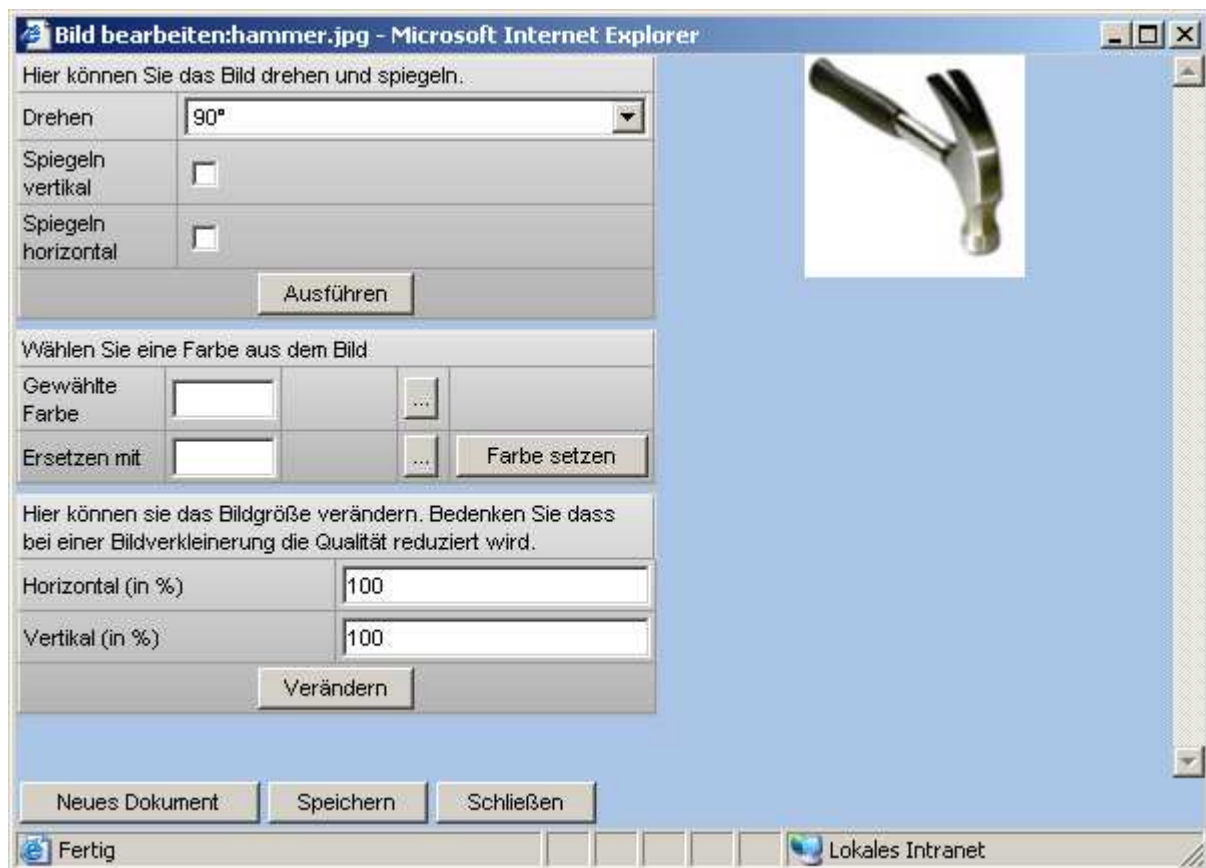 Bild bearbeiten:hammer.jpg - Microsoft Internet Explorer
Hier können Sie das Bild drehen und spiegeln.
Drehen 90°
Spiegeln
vertikal
Spiegeln
horizontal
Ausführen
Wählen Sie eine Farbe aus dem Bild
Gewählte
Farbe
...
Ersetzen mit ... Farbe setzen
Hier können sie das Bildgröße verändern. Bedenken Sie dass
bei einer Bildverkleinerung die Qualität reduziert wird.
Horizontal (in %) 100
Vertikal (in %) 100
Verändern
Neues Dokument Speichern Schließen
Fertig Lokales Intranet